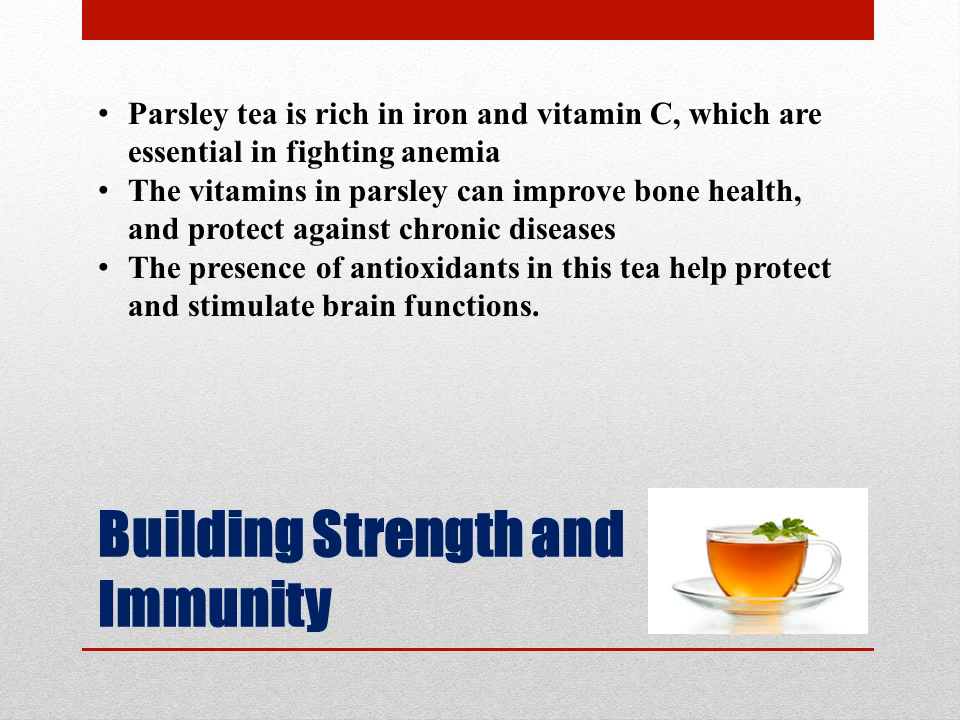 • Parsley tea is rich in iron and vitamin C, which are
essential in fighting anemia
• The vitamins in parsley can improve bone health,
and protect against chronic diseases
• The presence of antioxidants in this tea help protect
and stimulate brain functions.
Building Strength and
Immunity